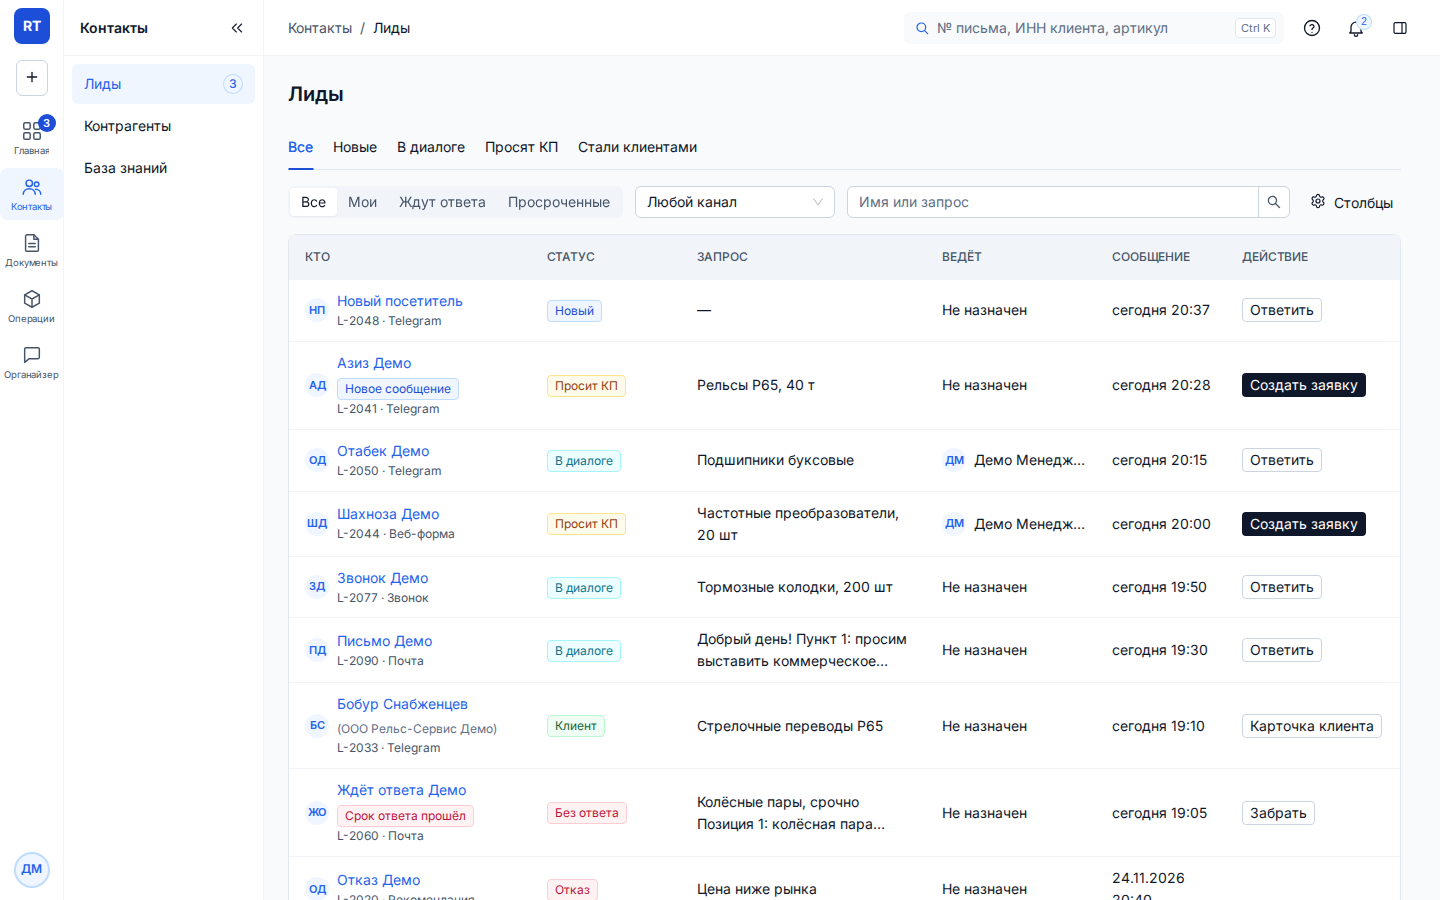 RT
3
Главная
Контакты
Документы
Операции
Органайзер
ДМ
Контакты
Лиды 3
Контрагенты
База знаний
Контакты / Лиды
№ письма, ИНН клиента, артикул Ctrl K
2
Лиды
Все Новые В диалоге Просят КП Стали клиентами
Все Мои Ждут ответа Просроченные Любой канал Имя или запрос Столбцы
КТО СТАТУС ЗАПРОС ВЕДЁТ СООБЩЕНИЕ ДЕЙСТВИЕ
НП Новый посетитель
L-2048 · Telegram
Новый — Не назначен сегодня 20:37 Ответить
АД Азиз Демо
Новое сообщение
L-2041 · Telegram
Просит КП Рельсы Р65, 40 т Не назначен сегодня 20:28 Создать заявку
ОД Отабек Демо
L-2050 · Telegram
В диалоге Подшипники буксовые ДМ Демо Менедж... сегодня 20:15 Ответить
ШД Шахноза Демо
L-2044 · Веб-форма
Просит КП Частотные преобразователи,
20 шт
ДМ Демо Менедж... сегодня 20:00 Создать заявку
ЗД Звонок Демо
L-2077 · Звонок
В диалоге Тормозные колодки, 200 шт Не назначен сегодня 19:50 Ответить
ПД Письмо Демо
L-2090 · Почта
В диалоге Добрый день! Пункт 1: просим
выставить коммерческое...
Не назначен сегодня 19:30 Ответить
БС Бобур Снабженцев
(ООО Рельс-Сервис Демо)
L-2033 · Telegram
Клиент Стрелочные переводы Р65 Не назначен сегодня 19:10 Карточка клиента
ЖО Ждёт ответа Демо
Срок ответа прошёл
L-2060 · Почта
Без ответа Колёсные пары, срочно
Позиция 1: колёсная пара...
Не назначен сегодня 19:05 Забрать
ОД Отказ Демо
L-2020 · Рекомендация
Отказ Цена ниже рынка Не назначен 24.11.2026
20:40